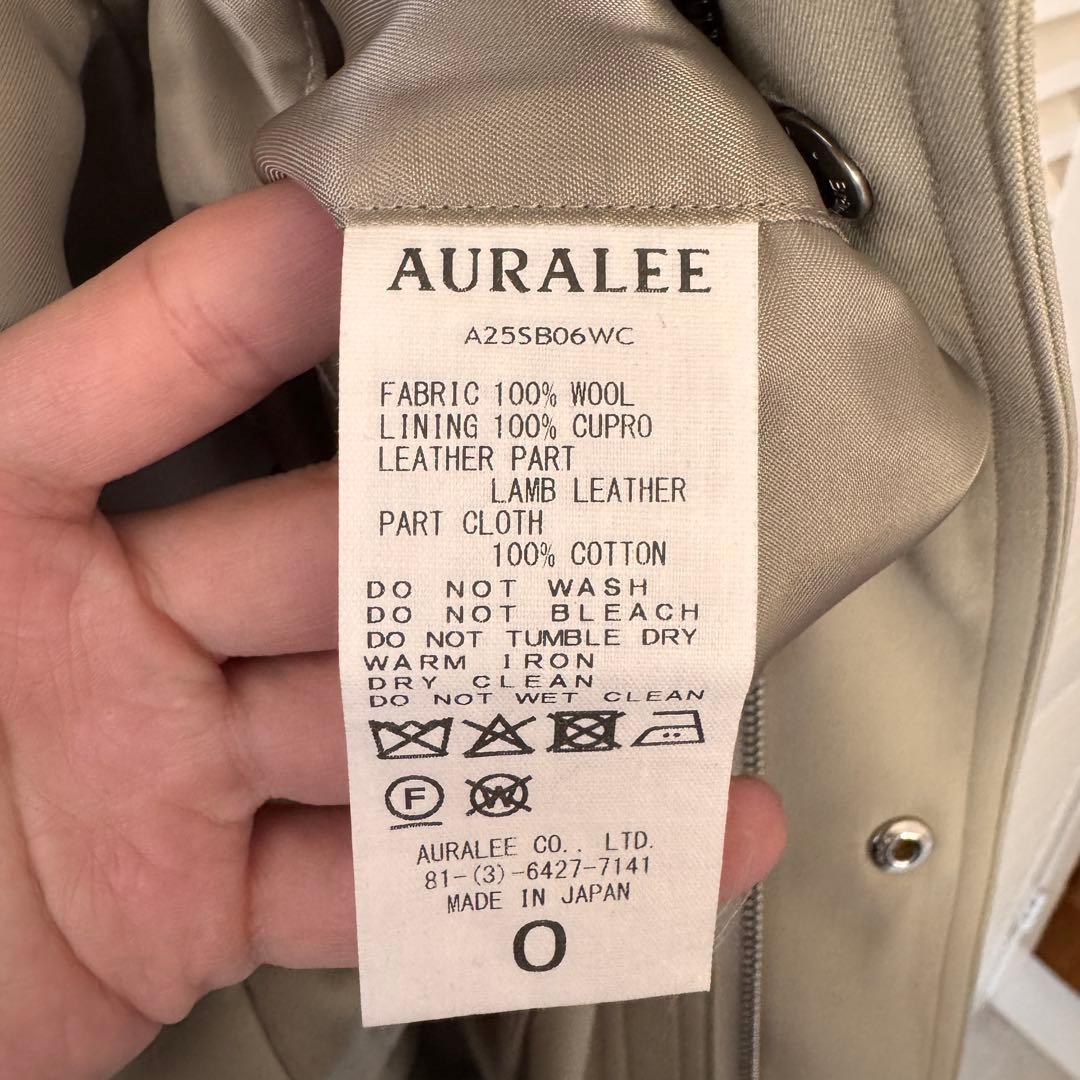 AURALEE
A25SB06WC
FABRIC 100% WOOL
LINING 100% CUPRO
LEATHER PART
LAMB LEATHER
PART CLOTH
100% COTTON
DO NOT WASH
DO NOT BLEACH
DO NOT TUMBLE DRY
WARM IRON
DRY CLEAN
DO NOT WET CLEAN
F W
AURALEE CO., LTD.
81-(3)-6427-7141
MADE IN JAPAN
0